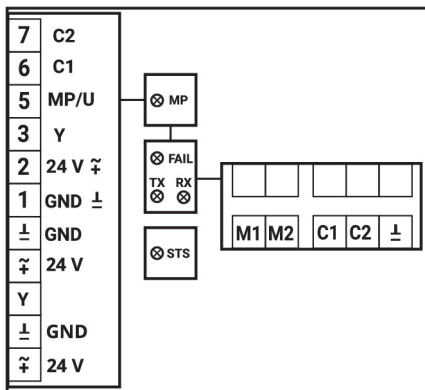 7 C2
6 C1
5 MP/U
3 Y
2 24 V
1 GND
GND
24 V
Y
GND
24 V
MP
FAIL
TX RX
STS
M1 M2 C1 C2